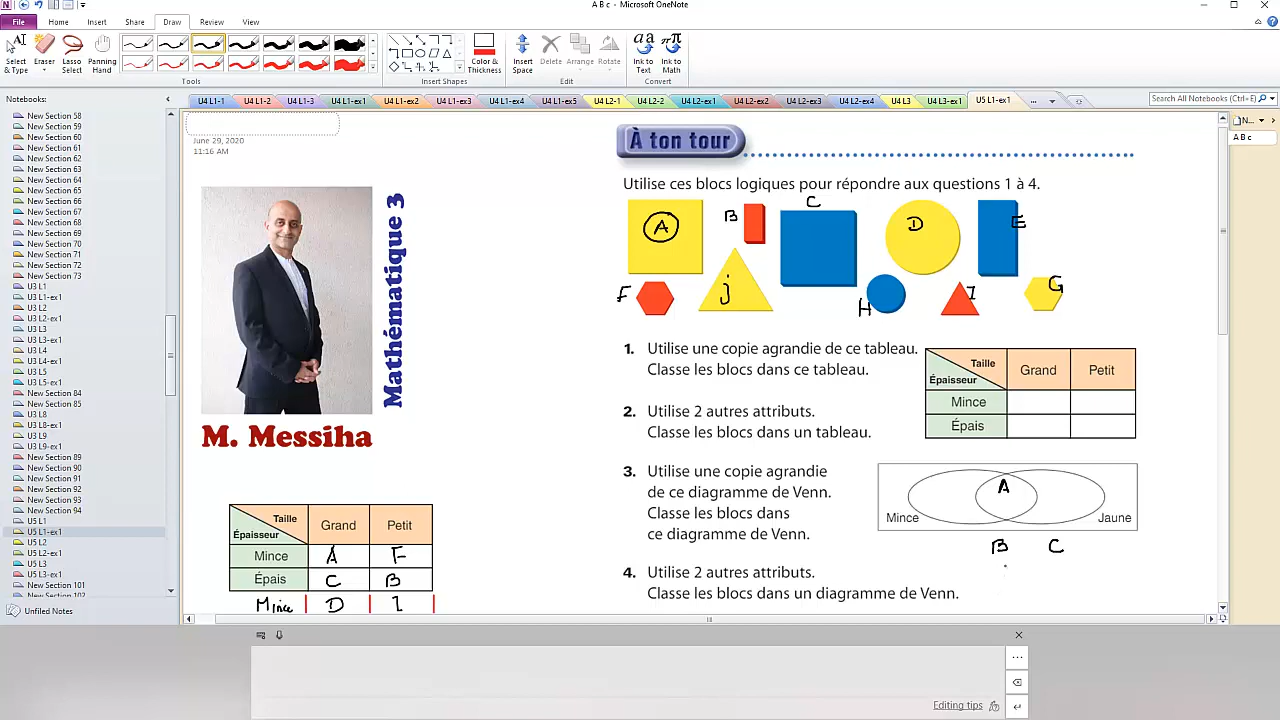 A B c - Microsoft OneNote
File Home Insert Share Draw Review View
Select & Type
Eraser
Lasso Select
Panning Hand
Tools
Insert Shapes
Color & Thickness
Insert Space
Delete
Arrange
Rotate
Edit
Ink to Text
Ink to Math
Convert
Notebooks:
U4 L1-1 U4 L1-2 U4 L1-3 U4 L1-ex1 U4 L1-ex2 U4 L1-ex3 U4 L1-ex4 U4 L1-ex5 U4 L2-1 U4 L2-2 U4 L2-ex1 U4 L2-ex2 U4 L2-ex3 U4 L2-ex4 U4 L3 U4 L3-ex1 U5 L1-ex1 ...
Search All Notebooks (Ctrl+E)
N...
A B c
New Section 58
New Section 59
New Section 60
New Section 61
New Section 62
New Section 63
New Section 64
New Section 65
New Section 66
New Section 67
New Section 68
New Section 69
New Section 70
New Section 71
New Section 72
New Section 73
U3 L1
U3 L1-ex1
U3 L2
U3 L2-ex1
U3 L3
U3 L3-ex1
U3 L4
U3 L4-ex1
U3 L5
U3 L5-ex1
New Section 84
New Section 85
U3 L8
U3 L8-ex1
U3 L9
U3 L9-ex1
New Section 89
New Section 90
New Section 91
New Section 92
New Section 93
New Section 94
U5 L1
U5 L1-ex1
U5 L2
U5 L2-ex1
U5 L3
U5 L3-ex1
New Section 101
New Section 102
Unfiled Notes
June 29, 2020
11:16 AM
Mathématique 3
M. Messiha
Taille
Épaisseur
Grand Petit
Mince A F
Épais C B
Mince D I
À ton tour
Utilise ces blocs logiques pour répondre aux questions 1 à 4.
A B C D E
F j H I G
1. Utilise une copie agrandie de ce tableau.
Classe les blocs dans ce tableau.
Taille
Épaisseur
Grand Petit
Mince
Épais
2. Utilise 2 autres attributs.
Classe les blocs dans un tableau.
3. Utilise une copie agrandie
de ce diagramme de Venn.
Classe les blocs dans
ce diagramme de Venn.
A
Mince Jaune
B C
4. Utilise 2 autres attributs.
Classe les blocs dans un diagramme de Venn.
Editing tips